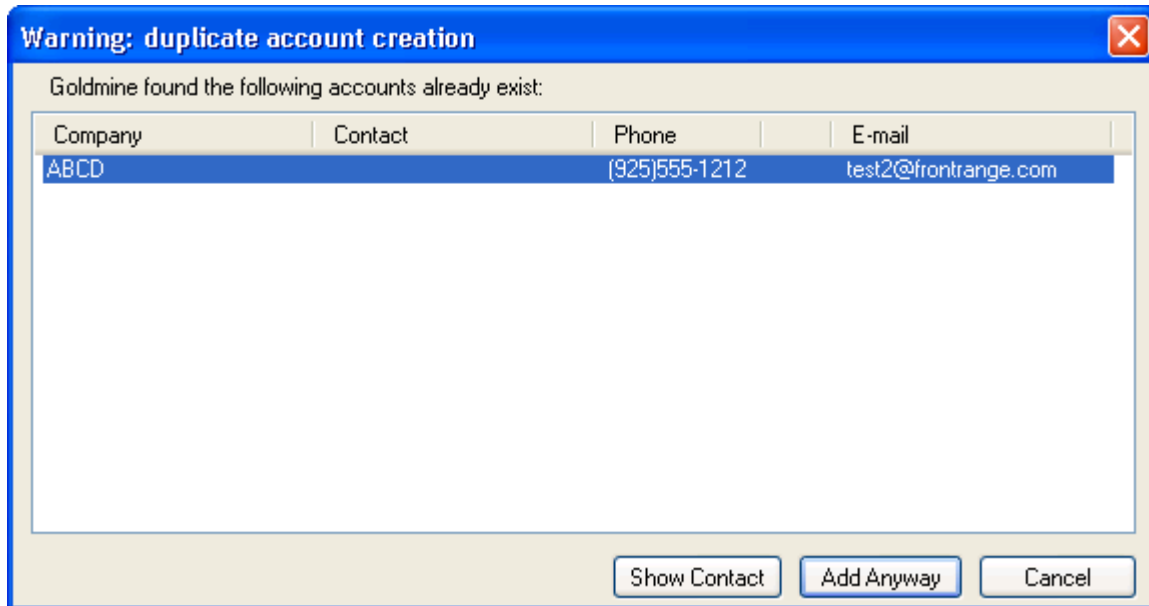 Warning: duplicate account creation
Goldmine found the following accounts already exist:
Company Contact Phone E-mail
ABCD (925)555-1212 test2@frontrange.com
Show Contact Add Anyway Cancel